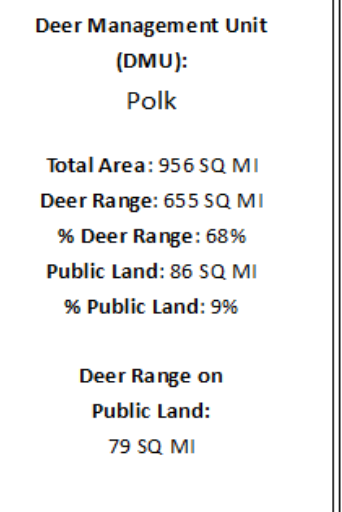 Deer Management Unit
(DMU):
Polk
Total Area: 956 SQ MI
Deer Range: 655 SQ MI
% Deer Range: 68%
Public Land: 86 SQ MI
% Public Land: 9%
Deer Range on
Public Land:
79 SQ MI